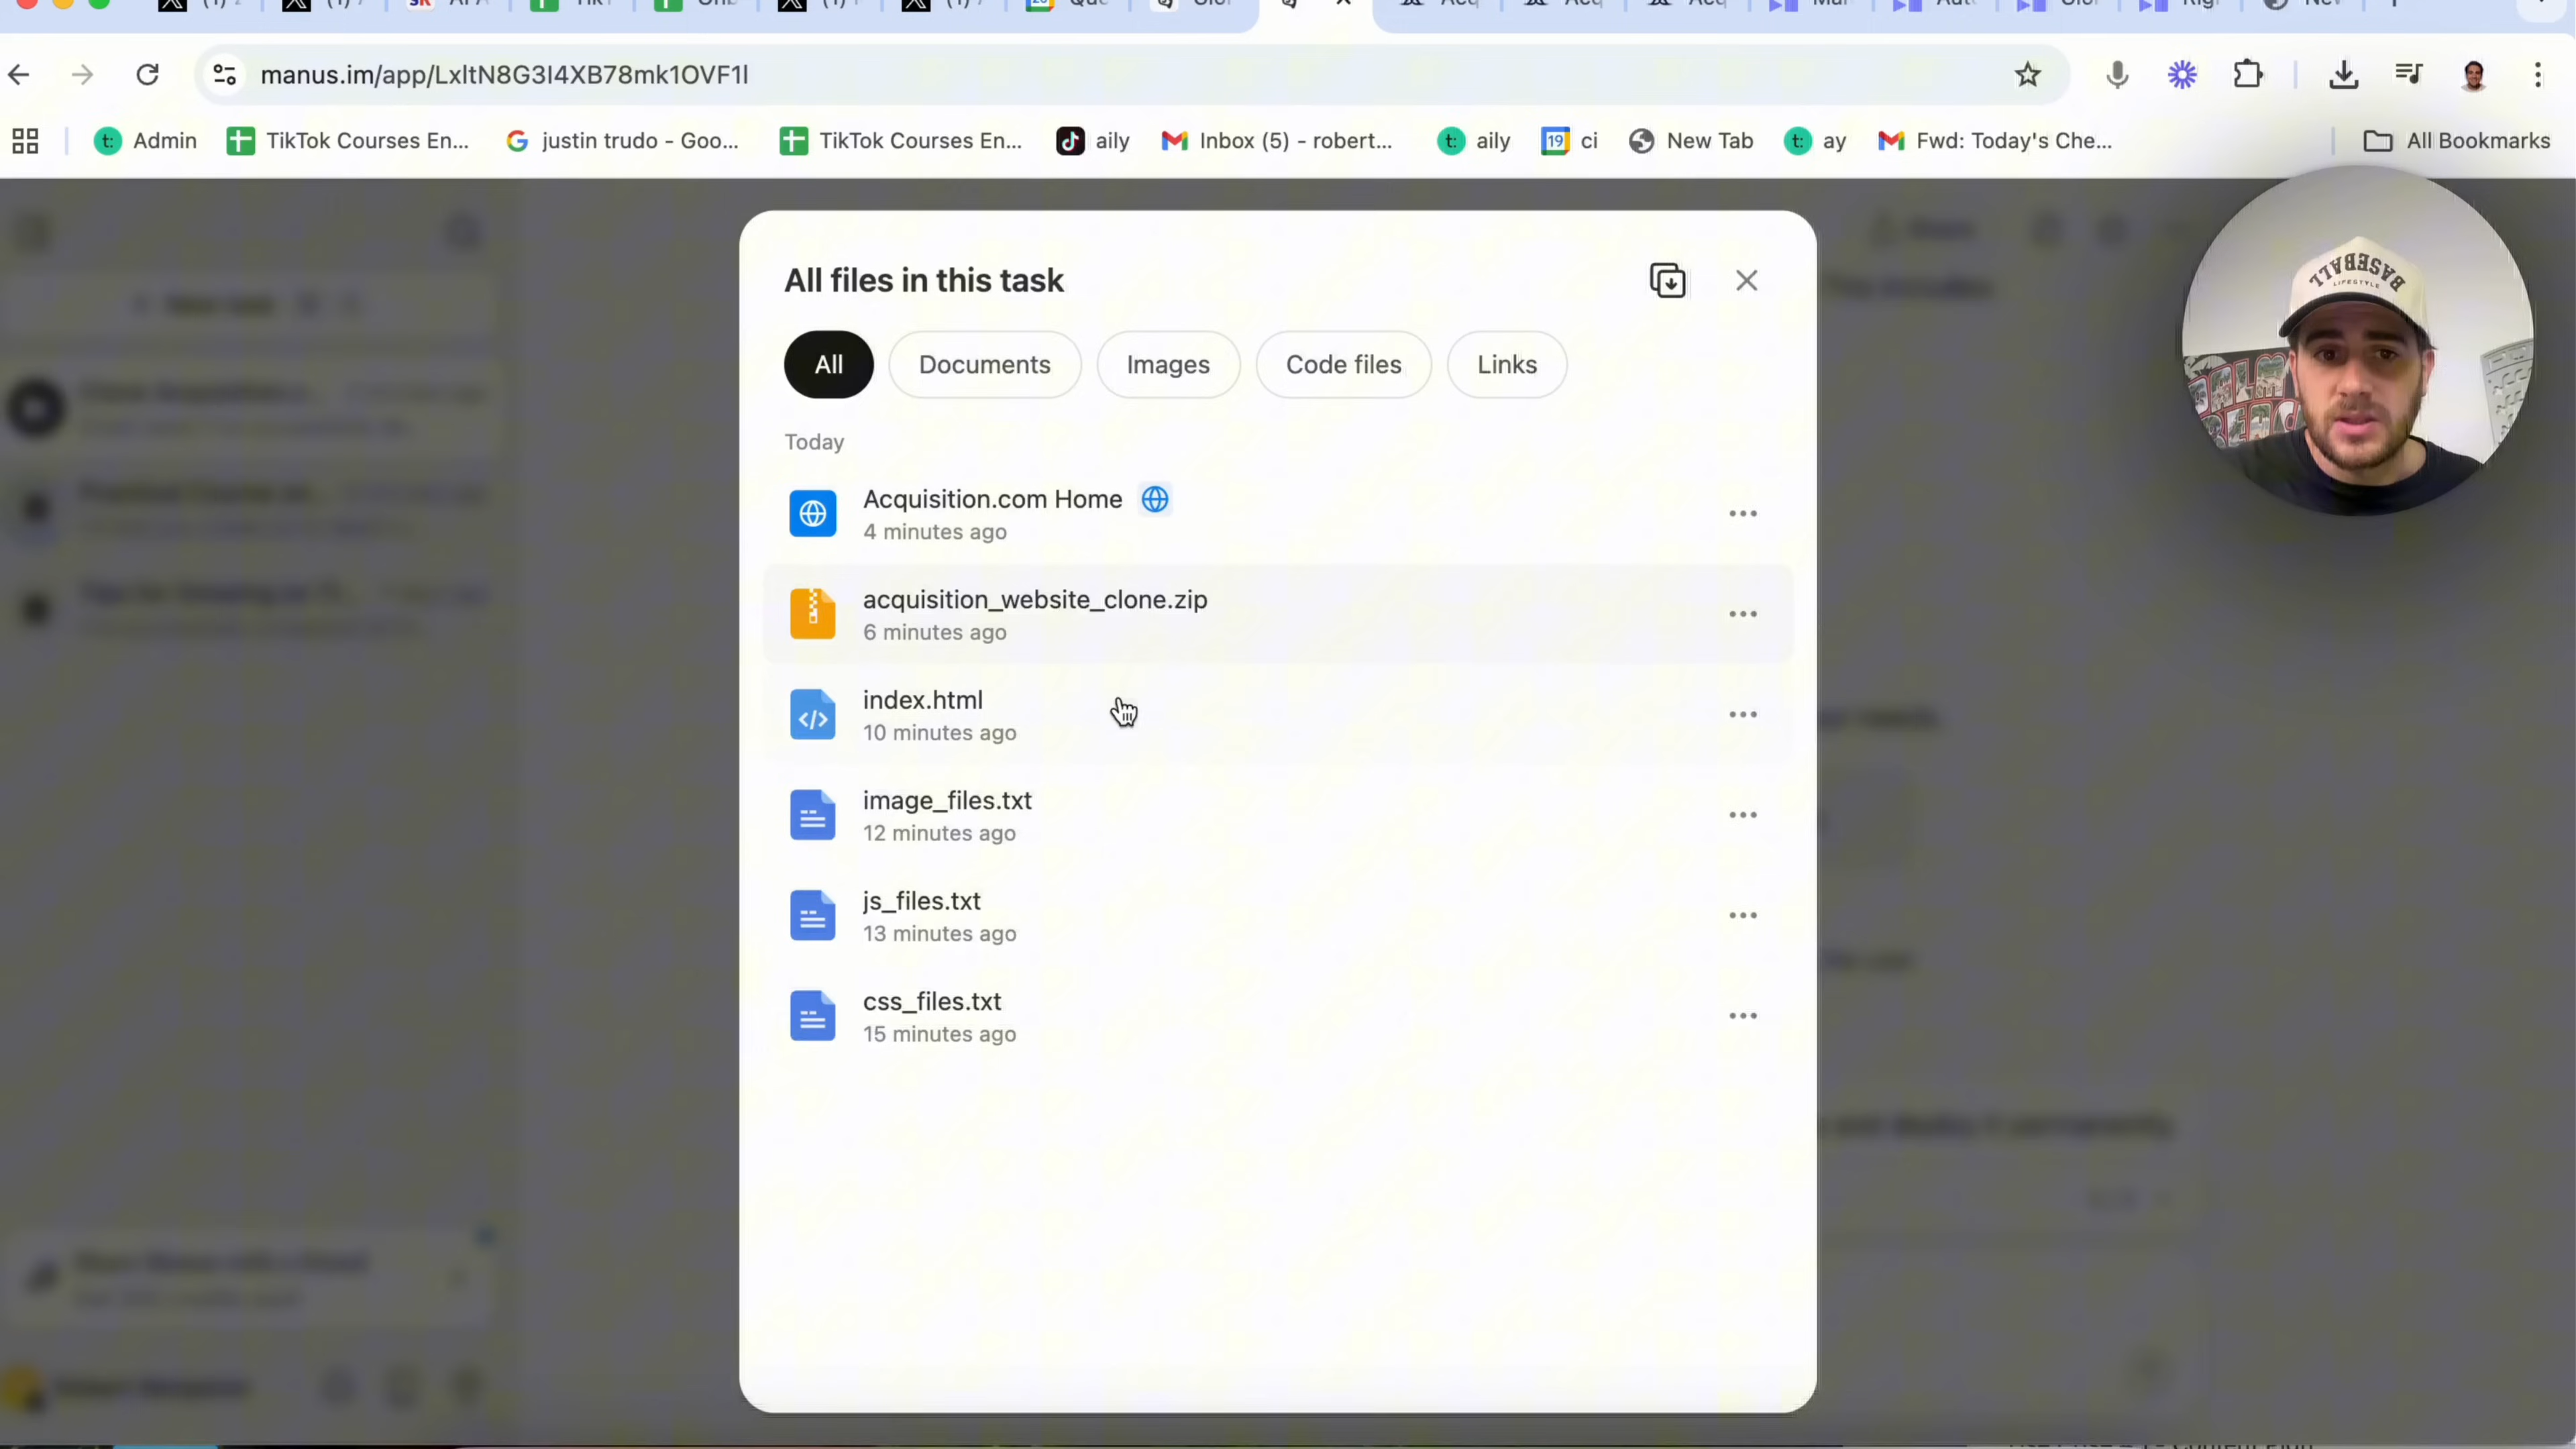 manus.im/app/LxltN8G3I4XB78mk1OVF1l
Admin
TikTok Courses En...
justin trudo - Goo...
TikTok Courses En...
aily
Inbox (5) - robert...
aily
19 ci
New Tab
ay
Fwd: Today's Che...
All Bookmarks
All files in this task
All
Documents
Images
Code files
Links
Today
Acquisition.com Home
4 minutes ago
acquisition_website_clone.zip
6 minutes ago
index.html
10 minutes ago
image_files.txt
12 minutes ago
js_files.txt
13 minutes ago
css_files.txt
15 minutes ago
BASEBALL
LIFESTYLE